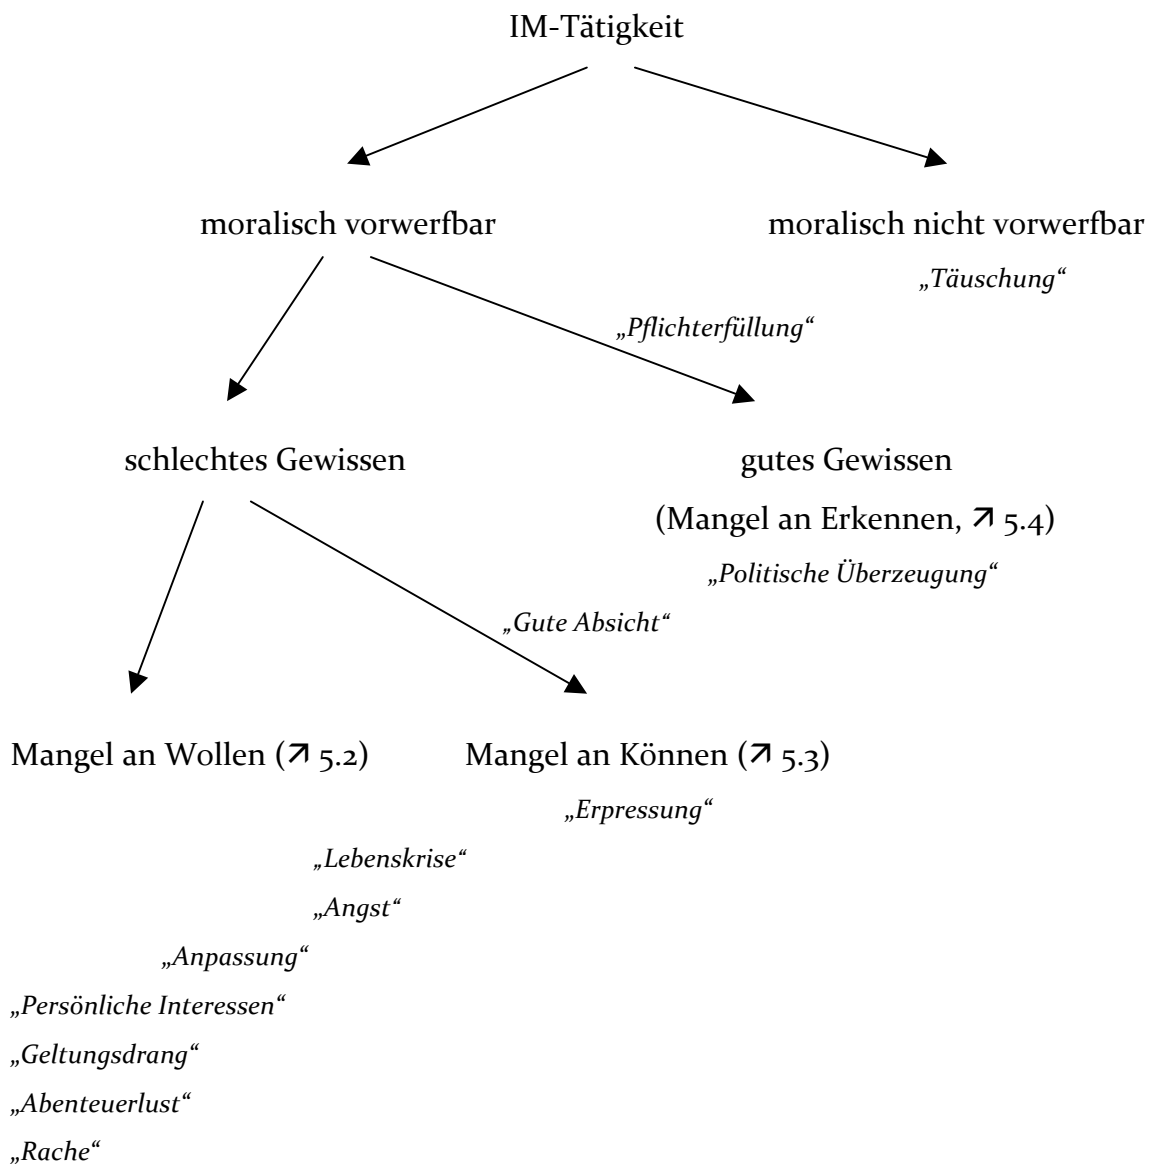 IM-Tätigkeit
moralisch vorwerfbar
moralisch nicht vorwerfbar
„Täuschung“
„Pflichterfüllung“
schlechtes Gewissen
gutes Gewissen
(Mangel an Erkennen, ↗ 5.4)
„Politische Überzeugung“
„Gute Absicht“
Mangel an Wollen (↗ 5.2)
Mangel an Können (↗ 5.3)
„Erpressung“
„Lebenskrise“
„Angst“
„Anpassung“
„Persönliche Interessen“
„Geltungsdrang“
„Abenteuerlust“
„Rache“